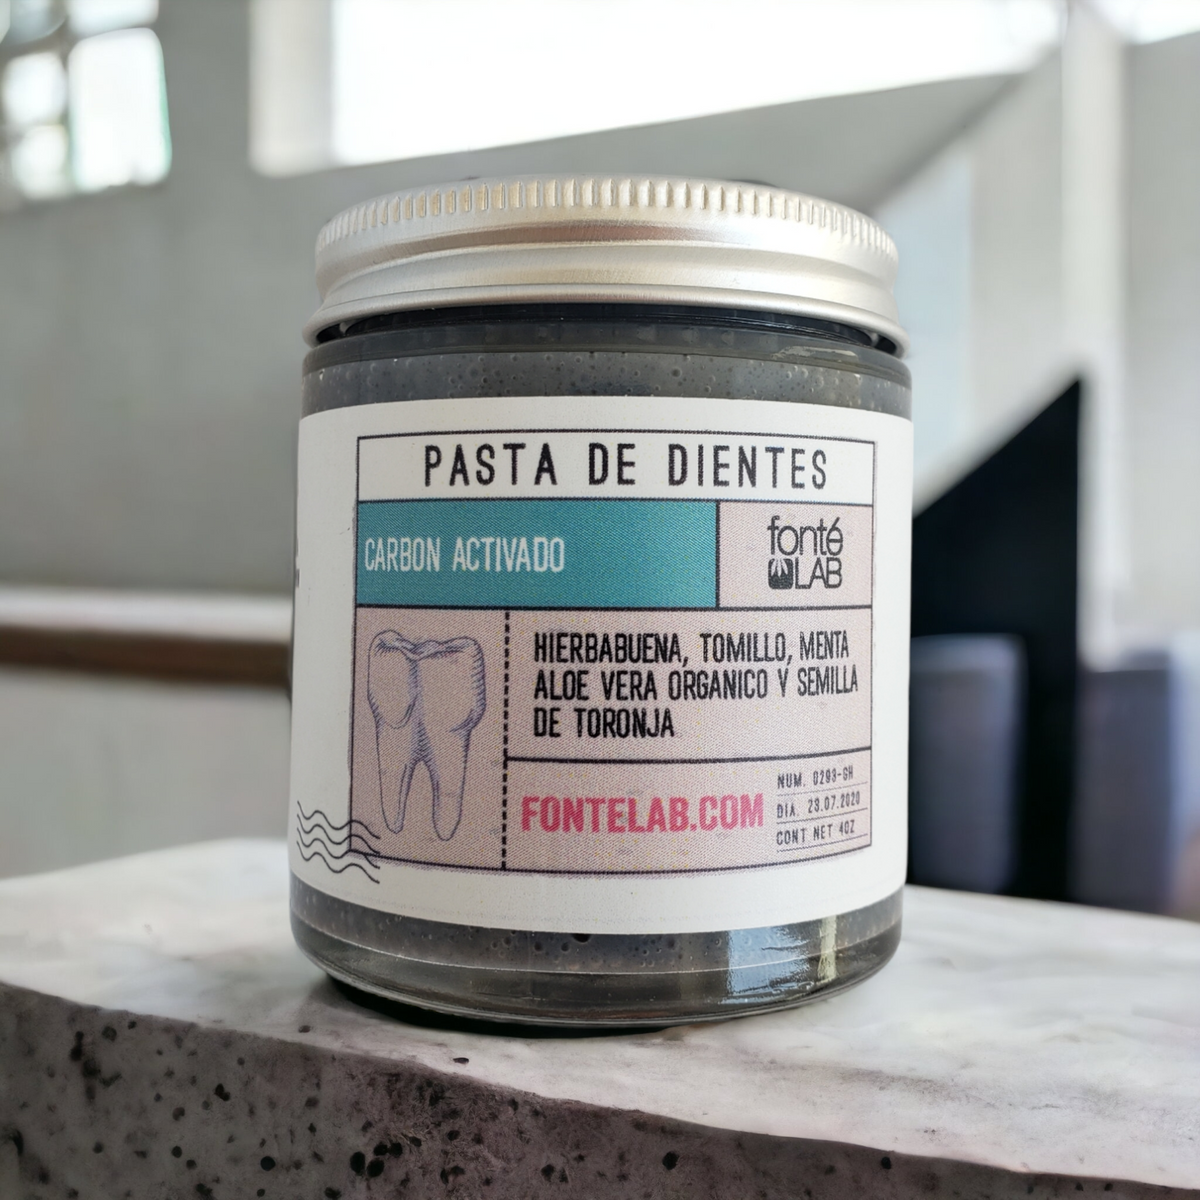 PASTA DE DIENTES
CARBON ACTIVADO
fonté
LAB
HIERBABUENA, TOMILLO, MENTA
ALOE VERA ORGANICO Y SEMILLA
DE TORONJA
FONTELAB.COM
NUM. 0293-GH
DIA. 23.07.2020
CONT NET 4OZ